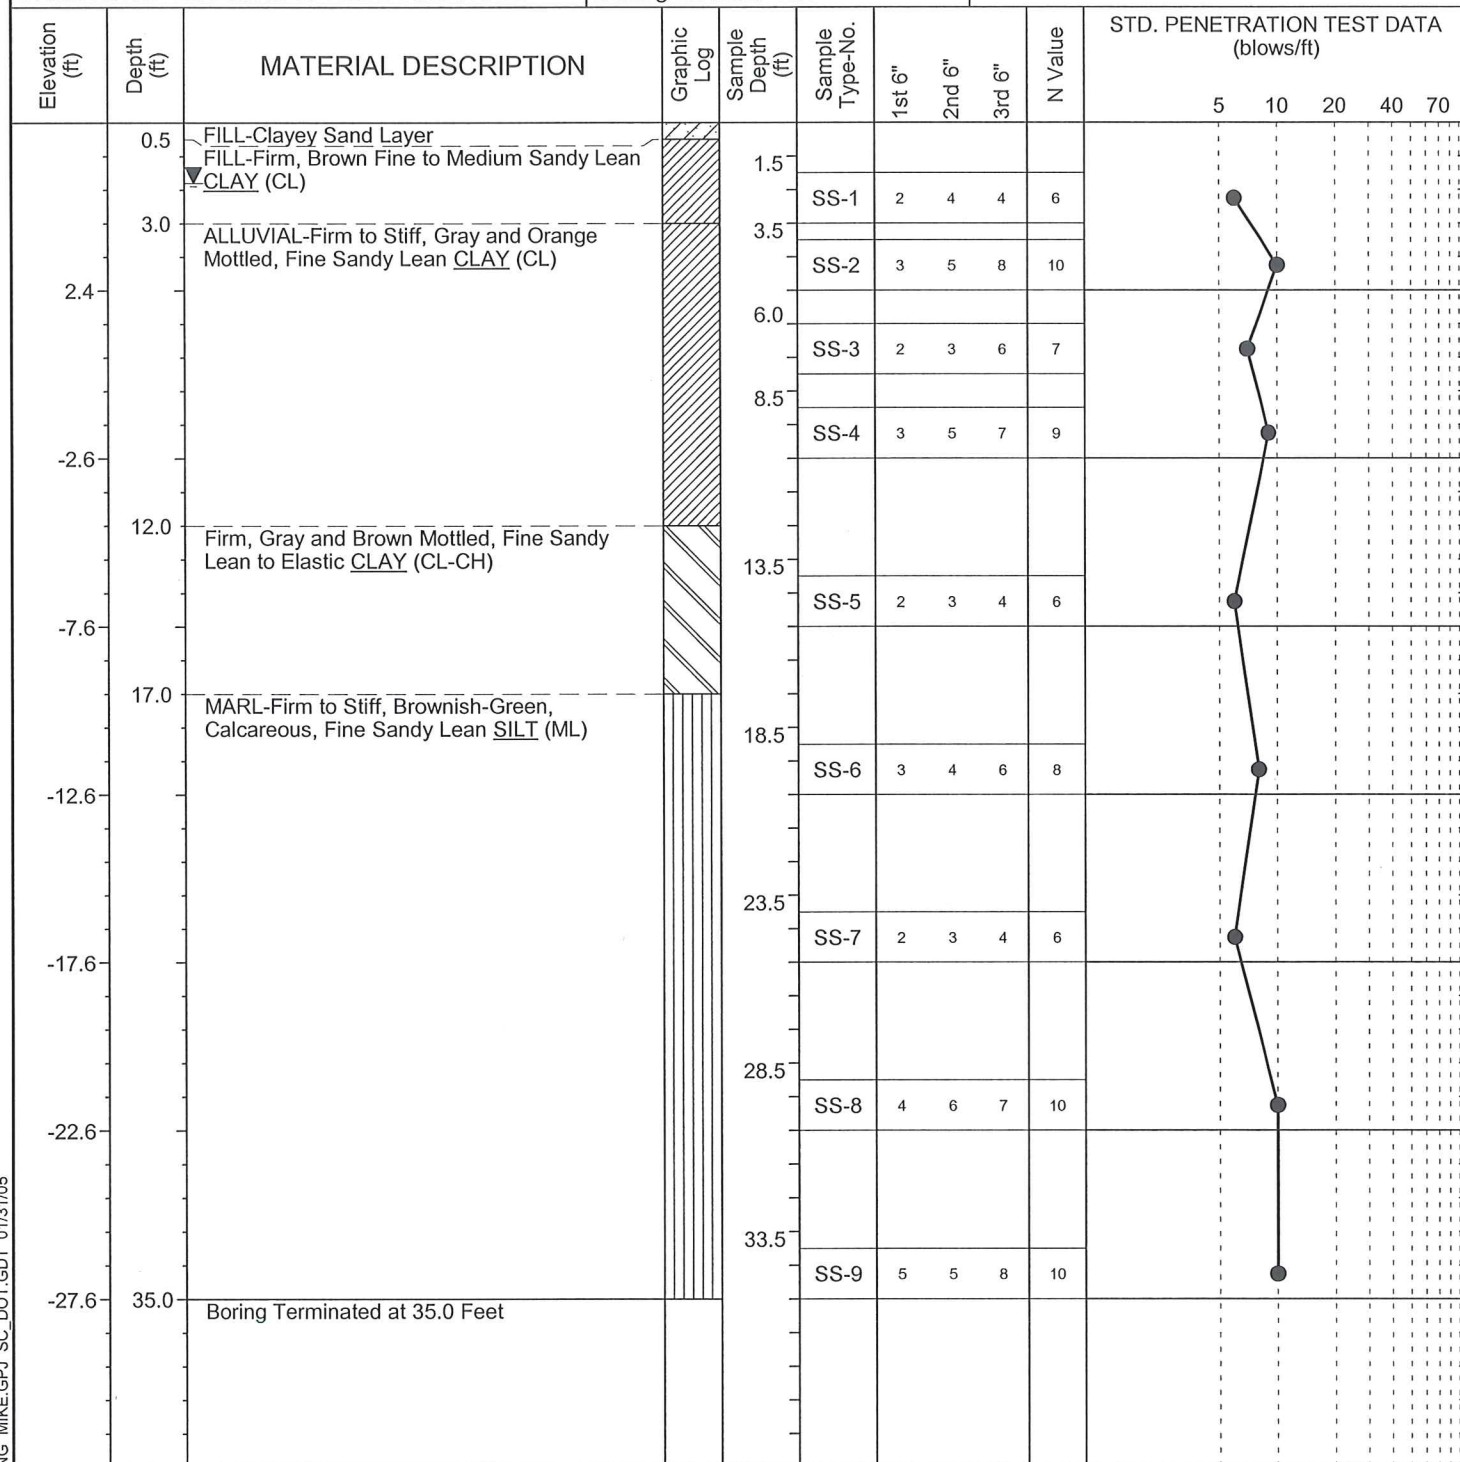 Elevation
(ft)
Depth
(ft)
MATERIAL DESCRIPTION
Graphic
Log
Sample
Depth
(ft)
Sample
Type-No.
1st 6"
2nd 6"
3rd 6"
N Value
STD. PENETRATION TEST DATA
(blows/ft)
5 10 20 40 70
0.5 FILL-Clayey Sand Layer
FILL-Firm, Brown Fine to Medium Sandy Lean
CLAY (CL)
1.5
SS-1 2 4 4 6
3.0
3.5
ALLUVIAL-Firm to Stiff, Gray and Orange
Mottled, Fine Sandy Lean CLAY (CL)
SS-2 3 5 8 10
2.4
6.0
SS-3 2 3 6 7
8.5
SS-4 3 5 7 9
-2.6
12.0
Firm, Gray and Brown Mottled, Fine Sandy
Lean to Elastic CLAY (CL-CH)
13.5
SS-5 2 3 4 6
-7.6
17.0
MARL-Firm to Stiff, Brownish-Green,
Calcareous, Fine Sandy Lean SILT (ML)
18.5
SS-6 3 4 6 8
-12.6
23.5
SS-7 2 3 4 6
-17.6
28.5
SS-8 4 6 7 10
-22.6
33.5
SS-9 5 5 8 10
-27.6 35.0
Boring Terminated at 35.0 Feet
MIKE.GPJ SC_DOT.GDT 01/31/05